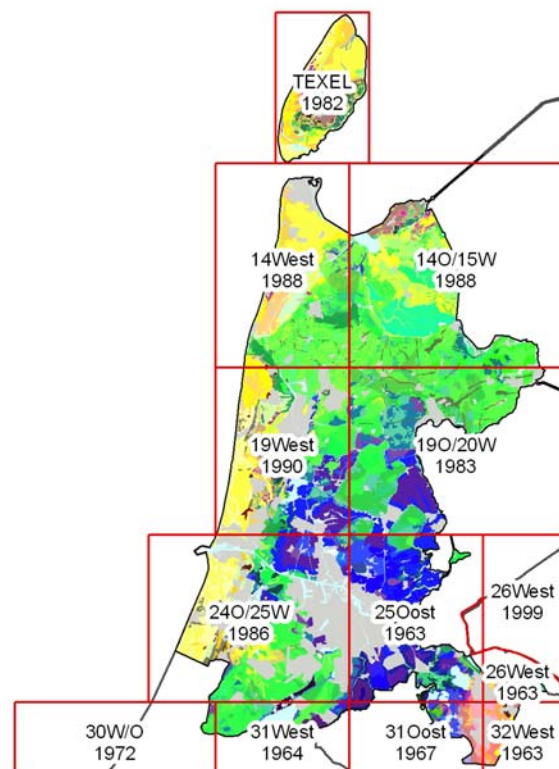 TEXEL
1982
14West
1988
14O/15W
1988
19West
1990
19O/20W
1983
26West
1999
24O/25W
1986
25Oost
1963
26West
1963
30W/O
1972
31West
1964
31Oost
1967
32West
1963